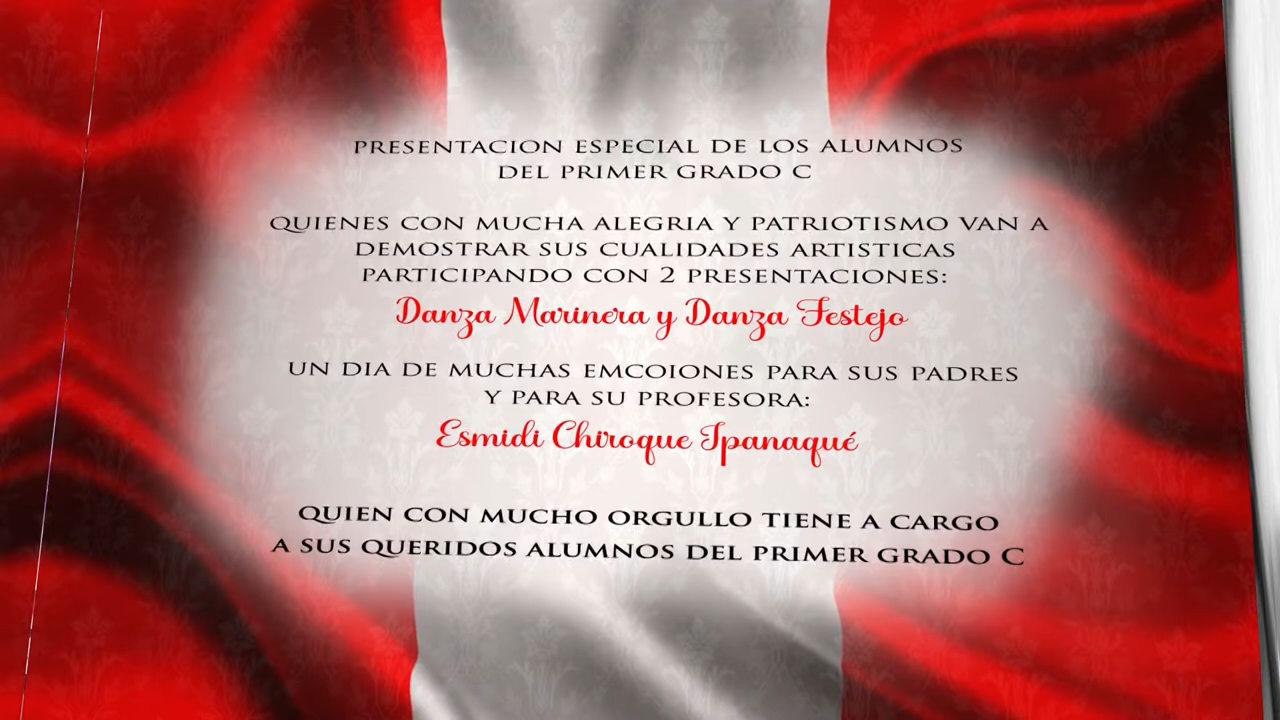 PRESENTACION ESPECIAL DE LOS ALUMNOS
DEL PRIMER GRADO C
QUIENES CON MUCHA ALEGRIA Y PATRIOTISMO VAN A
DEMOSTRAR SUS CUALIDADES ARTISTICAS
PARTICIPANDO CON 2 PRESENTACIONES:
Danza Marinera y Danza Festejo
UN DIA DE MUCHAS EMCOIONES PARA SUS PADRES
Y PARA SU PROFESORA:
Esmidi Chiroque Ipanaqué
QUIEN CON MUCHO ORGULLO TIENE A CARGO
A SUS QUERIDOS ALUMNOS DEL PRIMER GRADO C